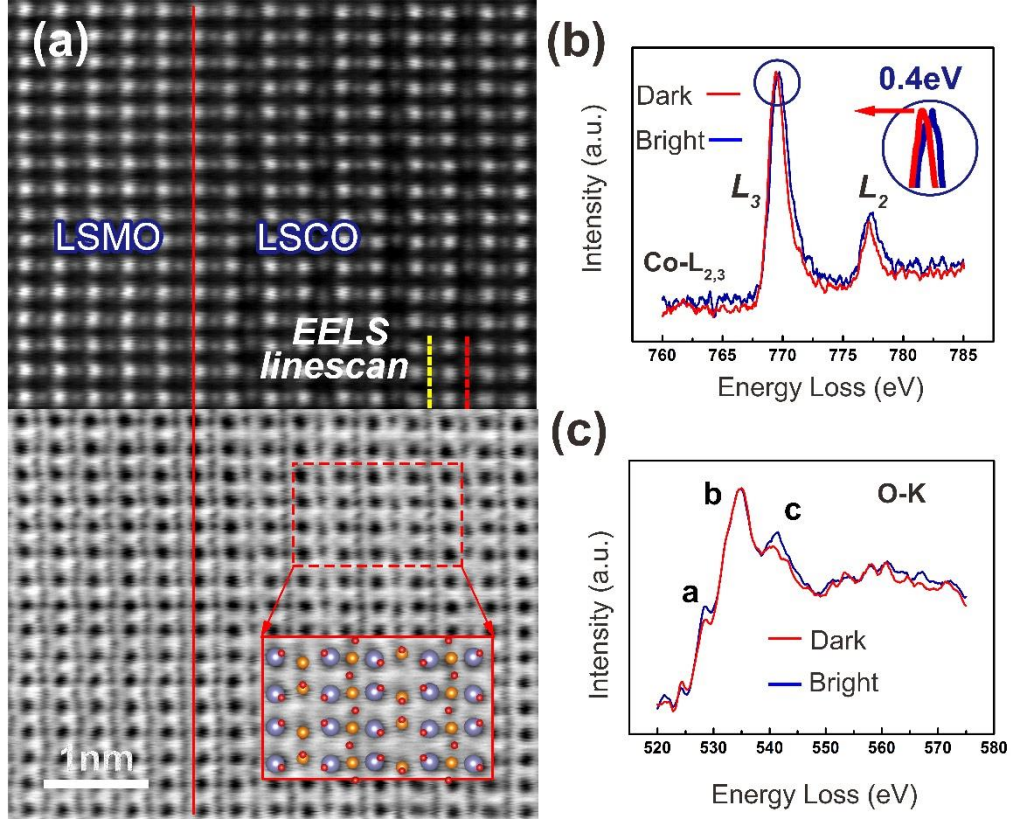 (a)
LSMO
LSCO
EELS
linescan
1nm
(b)
Intensity (a.u.)
Dark
Bright
0.4eV
L3
L2
Co-L2,3
760 765 770 775 780 785
Energy Loss (eV)
(c)
Intensity (a.u.)
O-K
a
b
c
Dark
Bright
520 530 540 550 560 570 580
Energy Loss (eV)